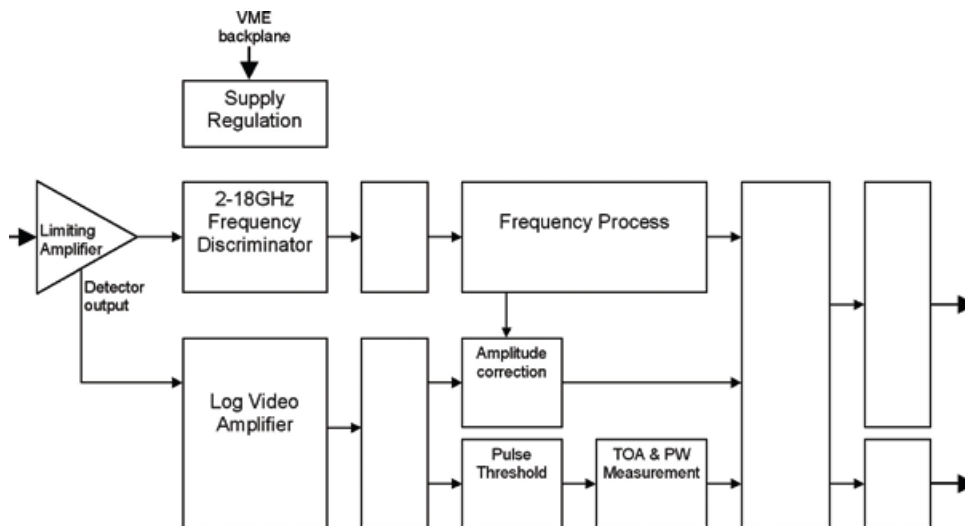 VME
backplane
Supply
Regulation
Limiting
Amplifier
2-18GHz
Frequency
Discriminator
Frequency Process
Detector
output
Log Video
Amplifier
Amplitude
correction
Pulse
Threshold
TOA & PW
Measurement